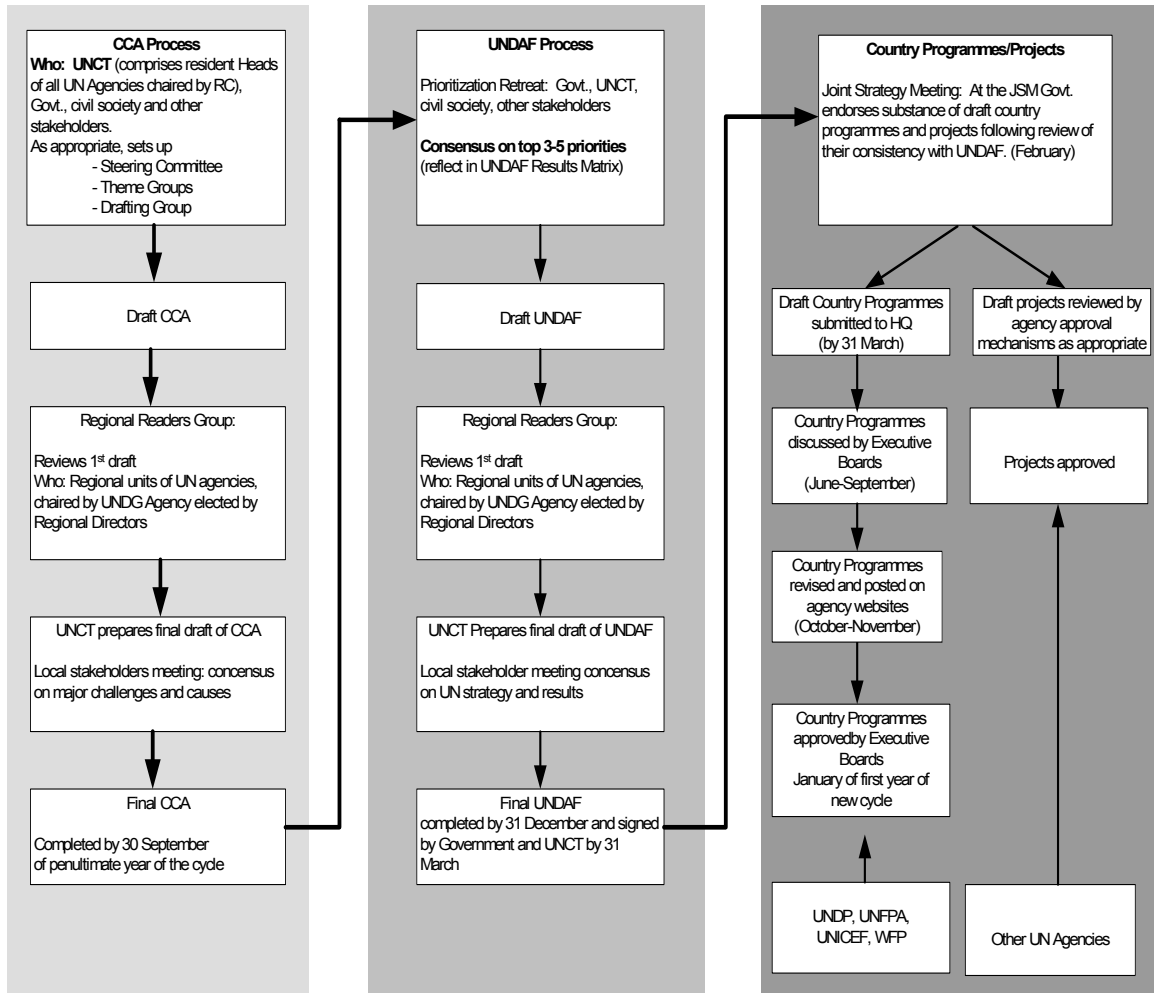 CCA Process
Who: UNCT (comprises resident Heads
of all UN Agencies chaired by RC),
Govt., civil society and other
stakeholders.
As appropriate, sets up
- Steering Committee
- Theme Groups
- Drafting Group
Draft CCA
Regional Readers Group:
Reviews 1st draft
Who: Regional units of UN agencies,
chaired by UNDG Agency elected by
Regional Directors
UNCT prepares final draft of CCA
Local stakeholders meeting: concensus
on major challenges and causes
Final CCA
Completed by 30 September
of penultimate year of the cycle
UNDAF Process
Prioritization Retreat: Govt., UNCT,
civil society, other stakeholders
Consensus on top 3-5 priorities
(reflect in UNDAF Results Matrix)
Draft UNDAF
Regional Readers Group:
Reviews 1st draft
Who: Regional units of UN agencies,
chaired by UNDG Agency elected by
Regional Directors
UNCT Prepares final draft of UNDAF
Local stakeholder meeting concensus
on UN strategy and results
Final UNDAF
completed by 31 December and signed
by Government and UNCT by 31
March
Country Programmes/Projects
Joint Strategy Meeting: At the JSM Govt.
endorses substance of draft country
programmes and projects following review of
their consistency with UNDAF. (February)
Draft Country Programmes
submitted to HQ
(by 31 March)
Country Programmes
discussed by Executive
Boards
(June-September)
Country Programmes
revised and posted on
agency websites
(October-November)
Country Programmes
approvedby Executive
Boards
January of first year of
new cycle
UNDP, UNFPA,
UNICEF, WFP
Draft projects reviewed by
agency approval
mechanisms as appropriate
Projects approved
Other UN Agencies